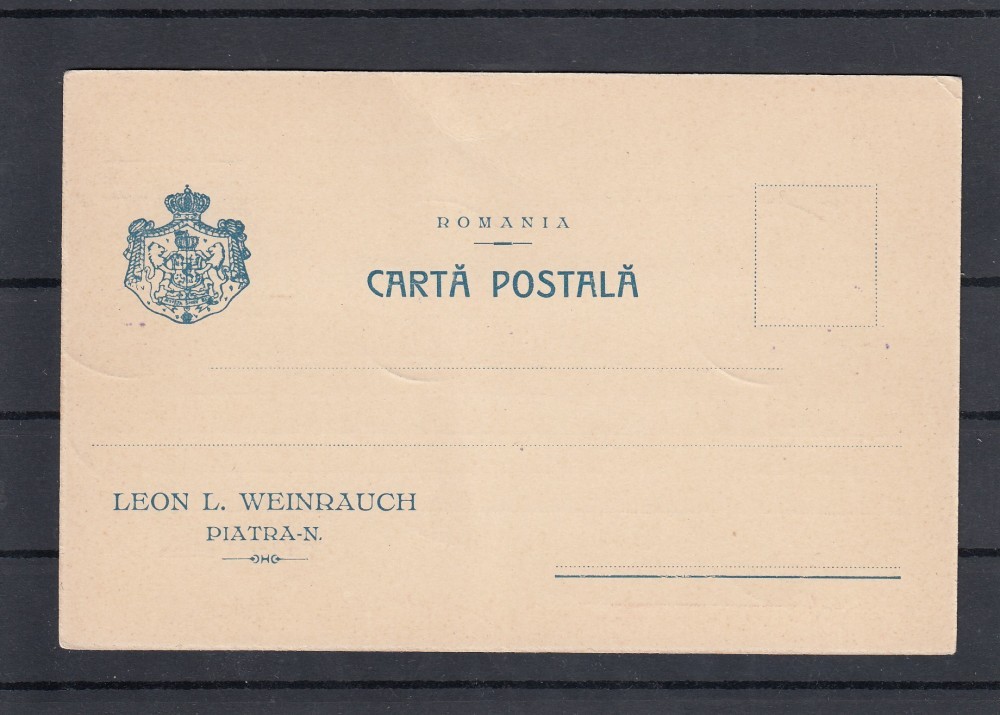 ROMANIA
CARTĂ POSTALĂ
LEON L. WEINRAUCH
PIATRA-N.